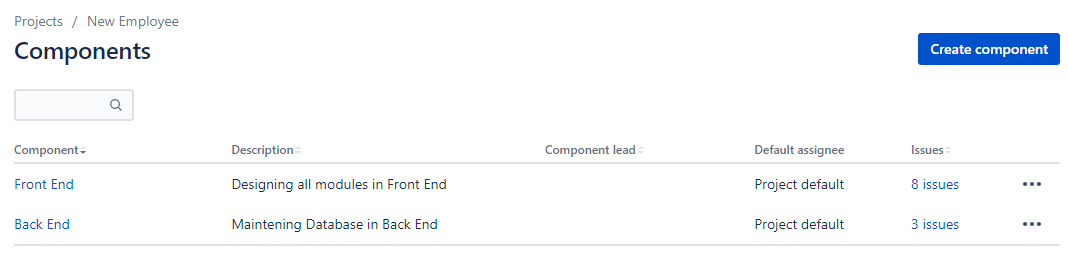 Projects / New Employee
Components
Create component
Component Description Component lead Default assignee Issues
Front End Designing all modules in Front End Project default 8 issues
Back End Maintening Database in Back End Project default 3 issues